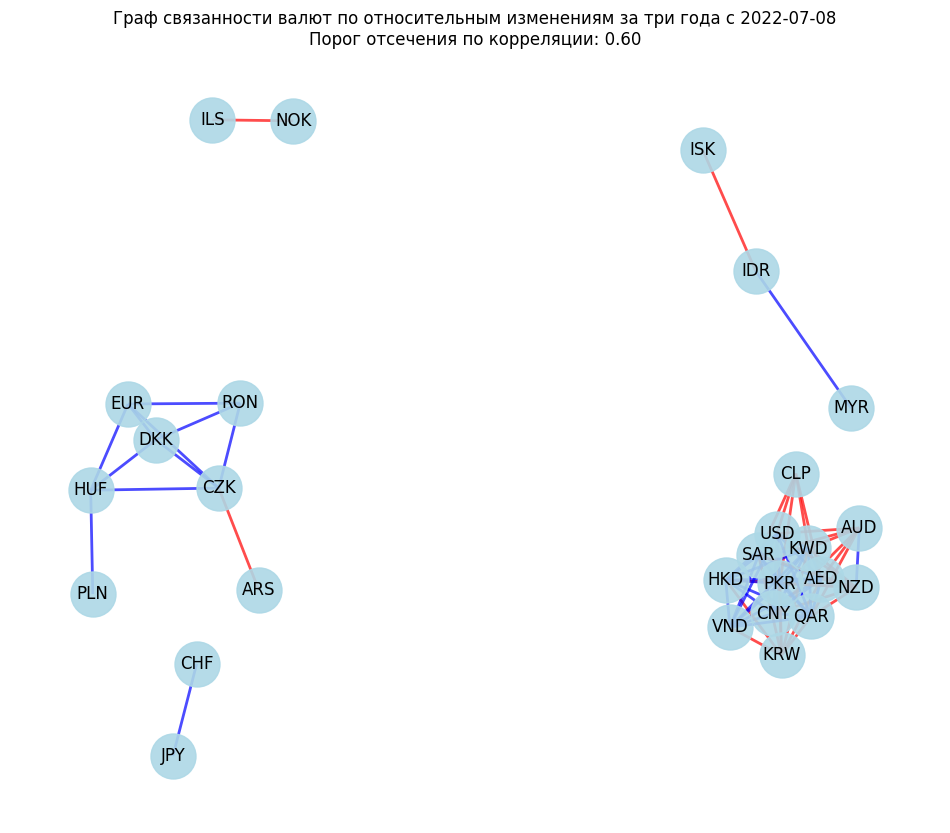 Граф связанности валют по относительным изменениям за три года с 2022-07-08
Порог отсечения по корреляции: 0.60
ILS
NOK
ISK
IDR
EUR
RON
MYR
DKK
HUF
CZK
CLP
AUD
USD
KWD
SAR
HKD
PKR
AED
NZD
PLN
ARS
CNY
QAR
VND
KRW
CHF
JPY